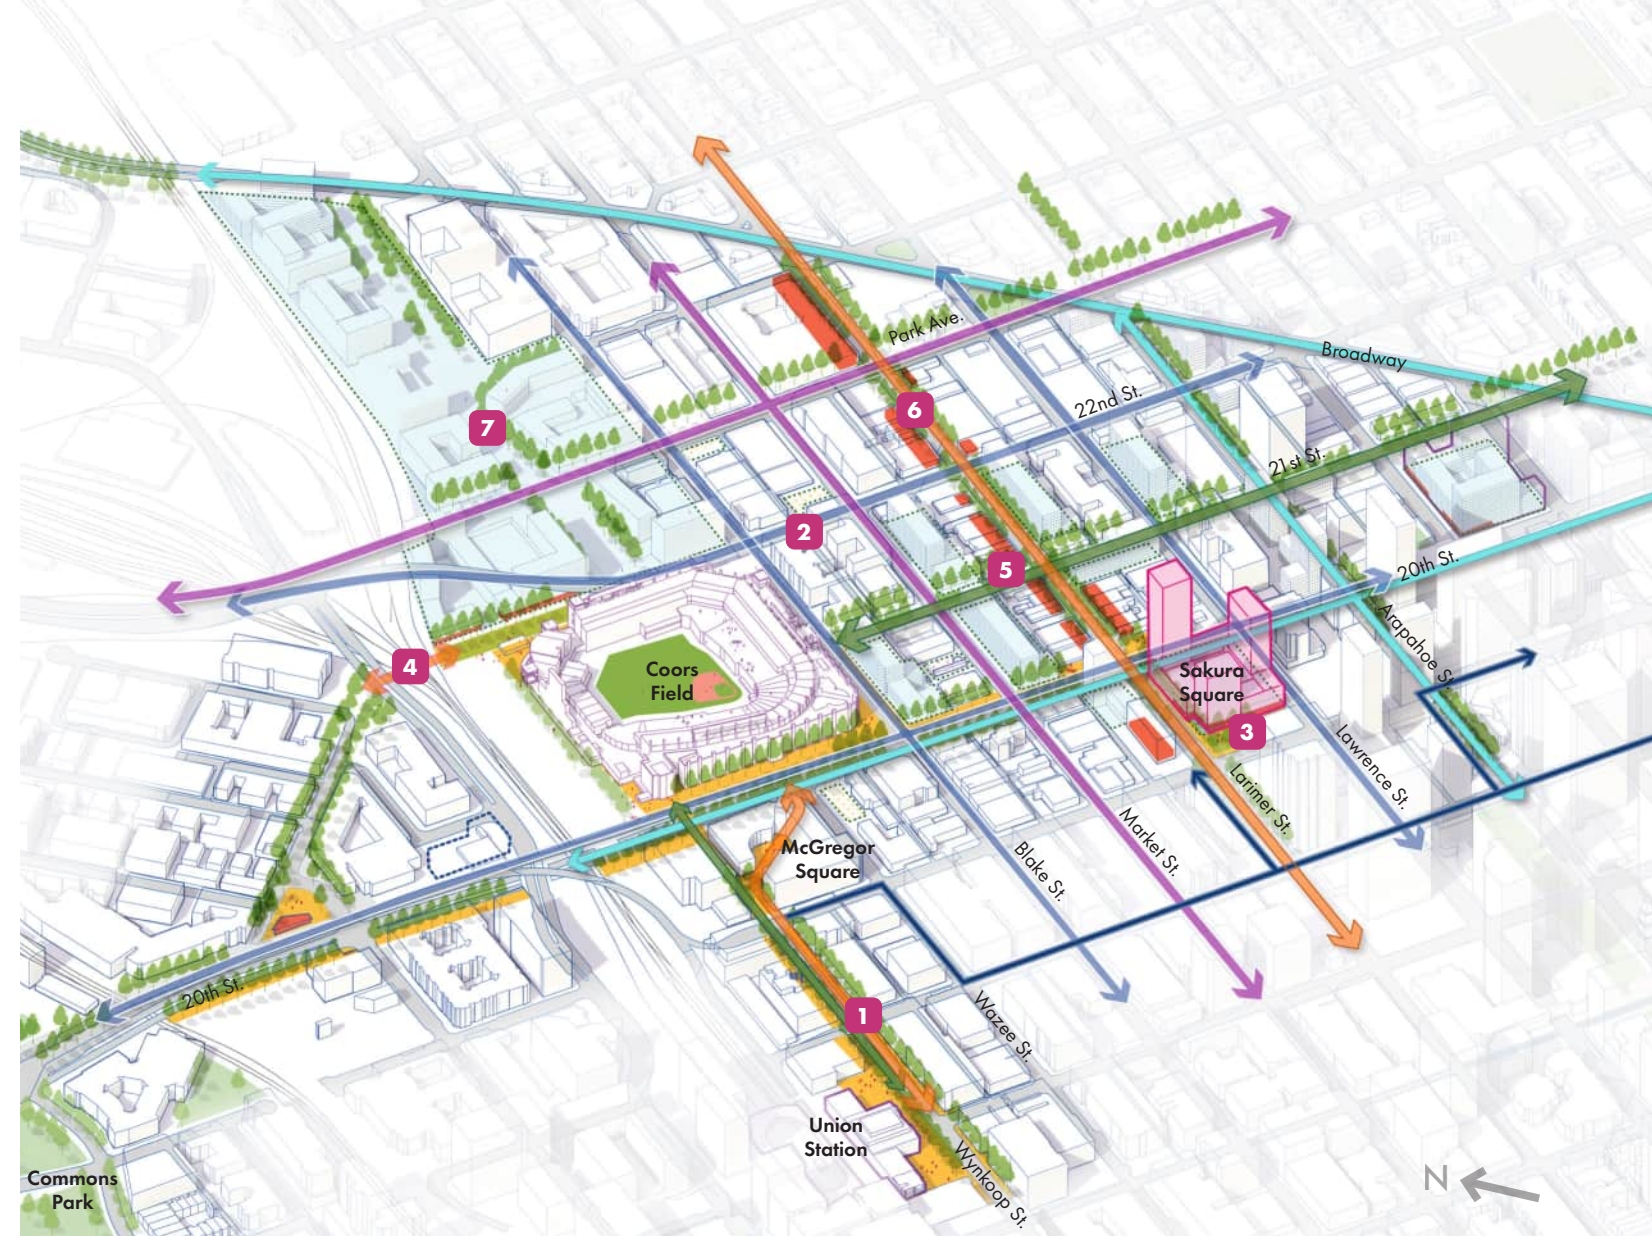 Park Ave.
Broadway
22nd St.
6
7
21st St.
2
5
20th St.
Arapahoe St.
4
Coors
Field
Sakura
Square
3
Lawrence St.
Larimer St.
Market St.
McGregor
Square
Blake St.
20th St.
1
Wazee St.
Union
Station
Wynkoop St.
Commons
Park
N